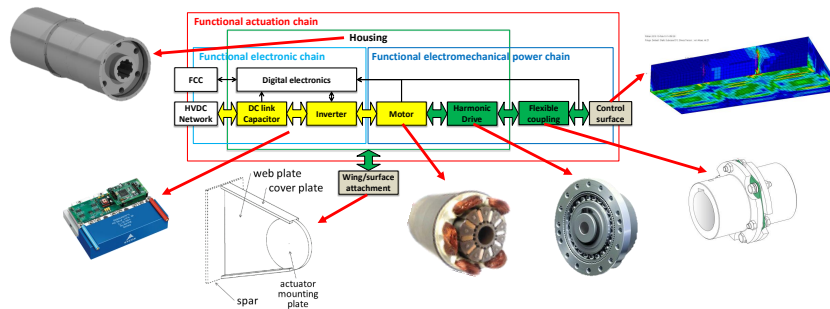 Functional actuation chain
Housing
Functional electronic chain
Functional electromechanical power chain
FCC
Digital electronics
HVDC
Network
DC link
Capacitor
Inverter
Motor
Harmonic
Drive
Flexible
coupling
Control
surface
Wing/surface
attachment
web plate
cover plate
actuator
mounting
plate
spar